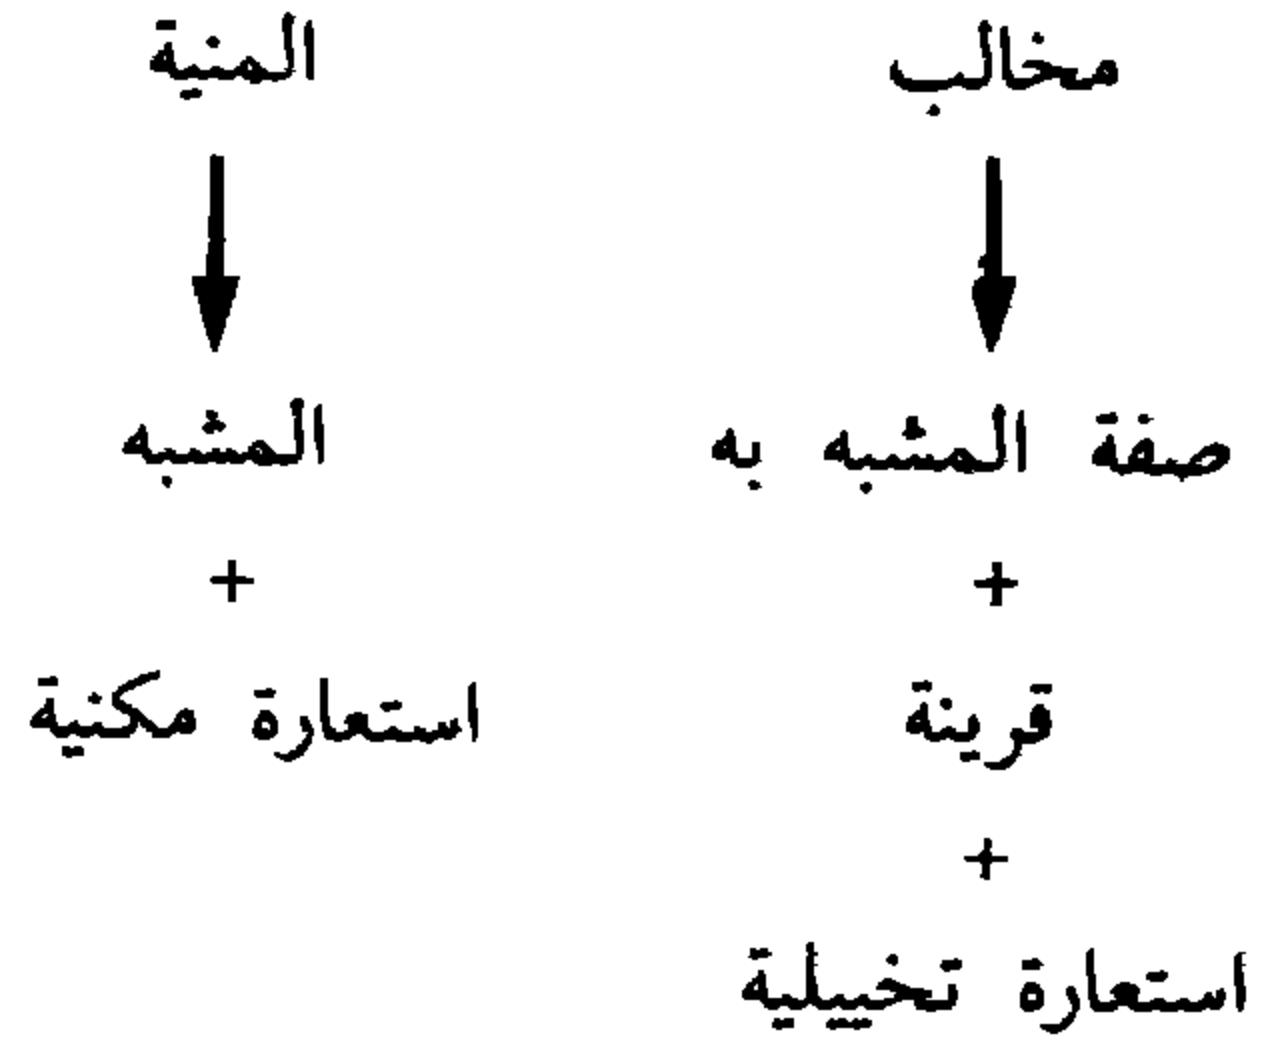 مخالب المنية
صفة المشبه به المشبه
+ +
قرينة استعارة مكنية
+
استعارة تخييلية